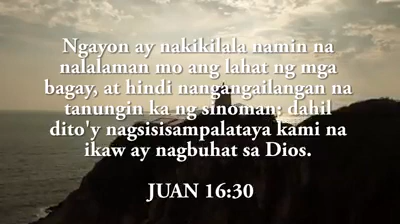 Ngayon ay nakikilala namin na
nalalaman mo ang lahat ng mga
bagay, at hindi nangangailangan na
tanungin ka ng sinoman: dahil
dito'y nagsisisampalataya kami na
ikaw ay nagbuhat sa Dios.
JUAN 16:30